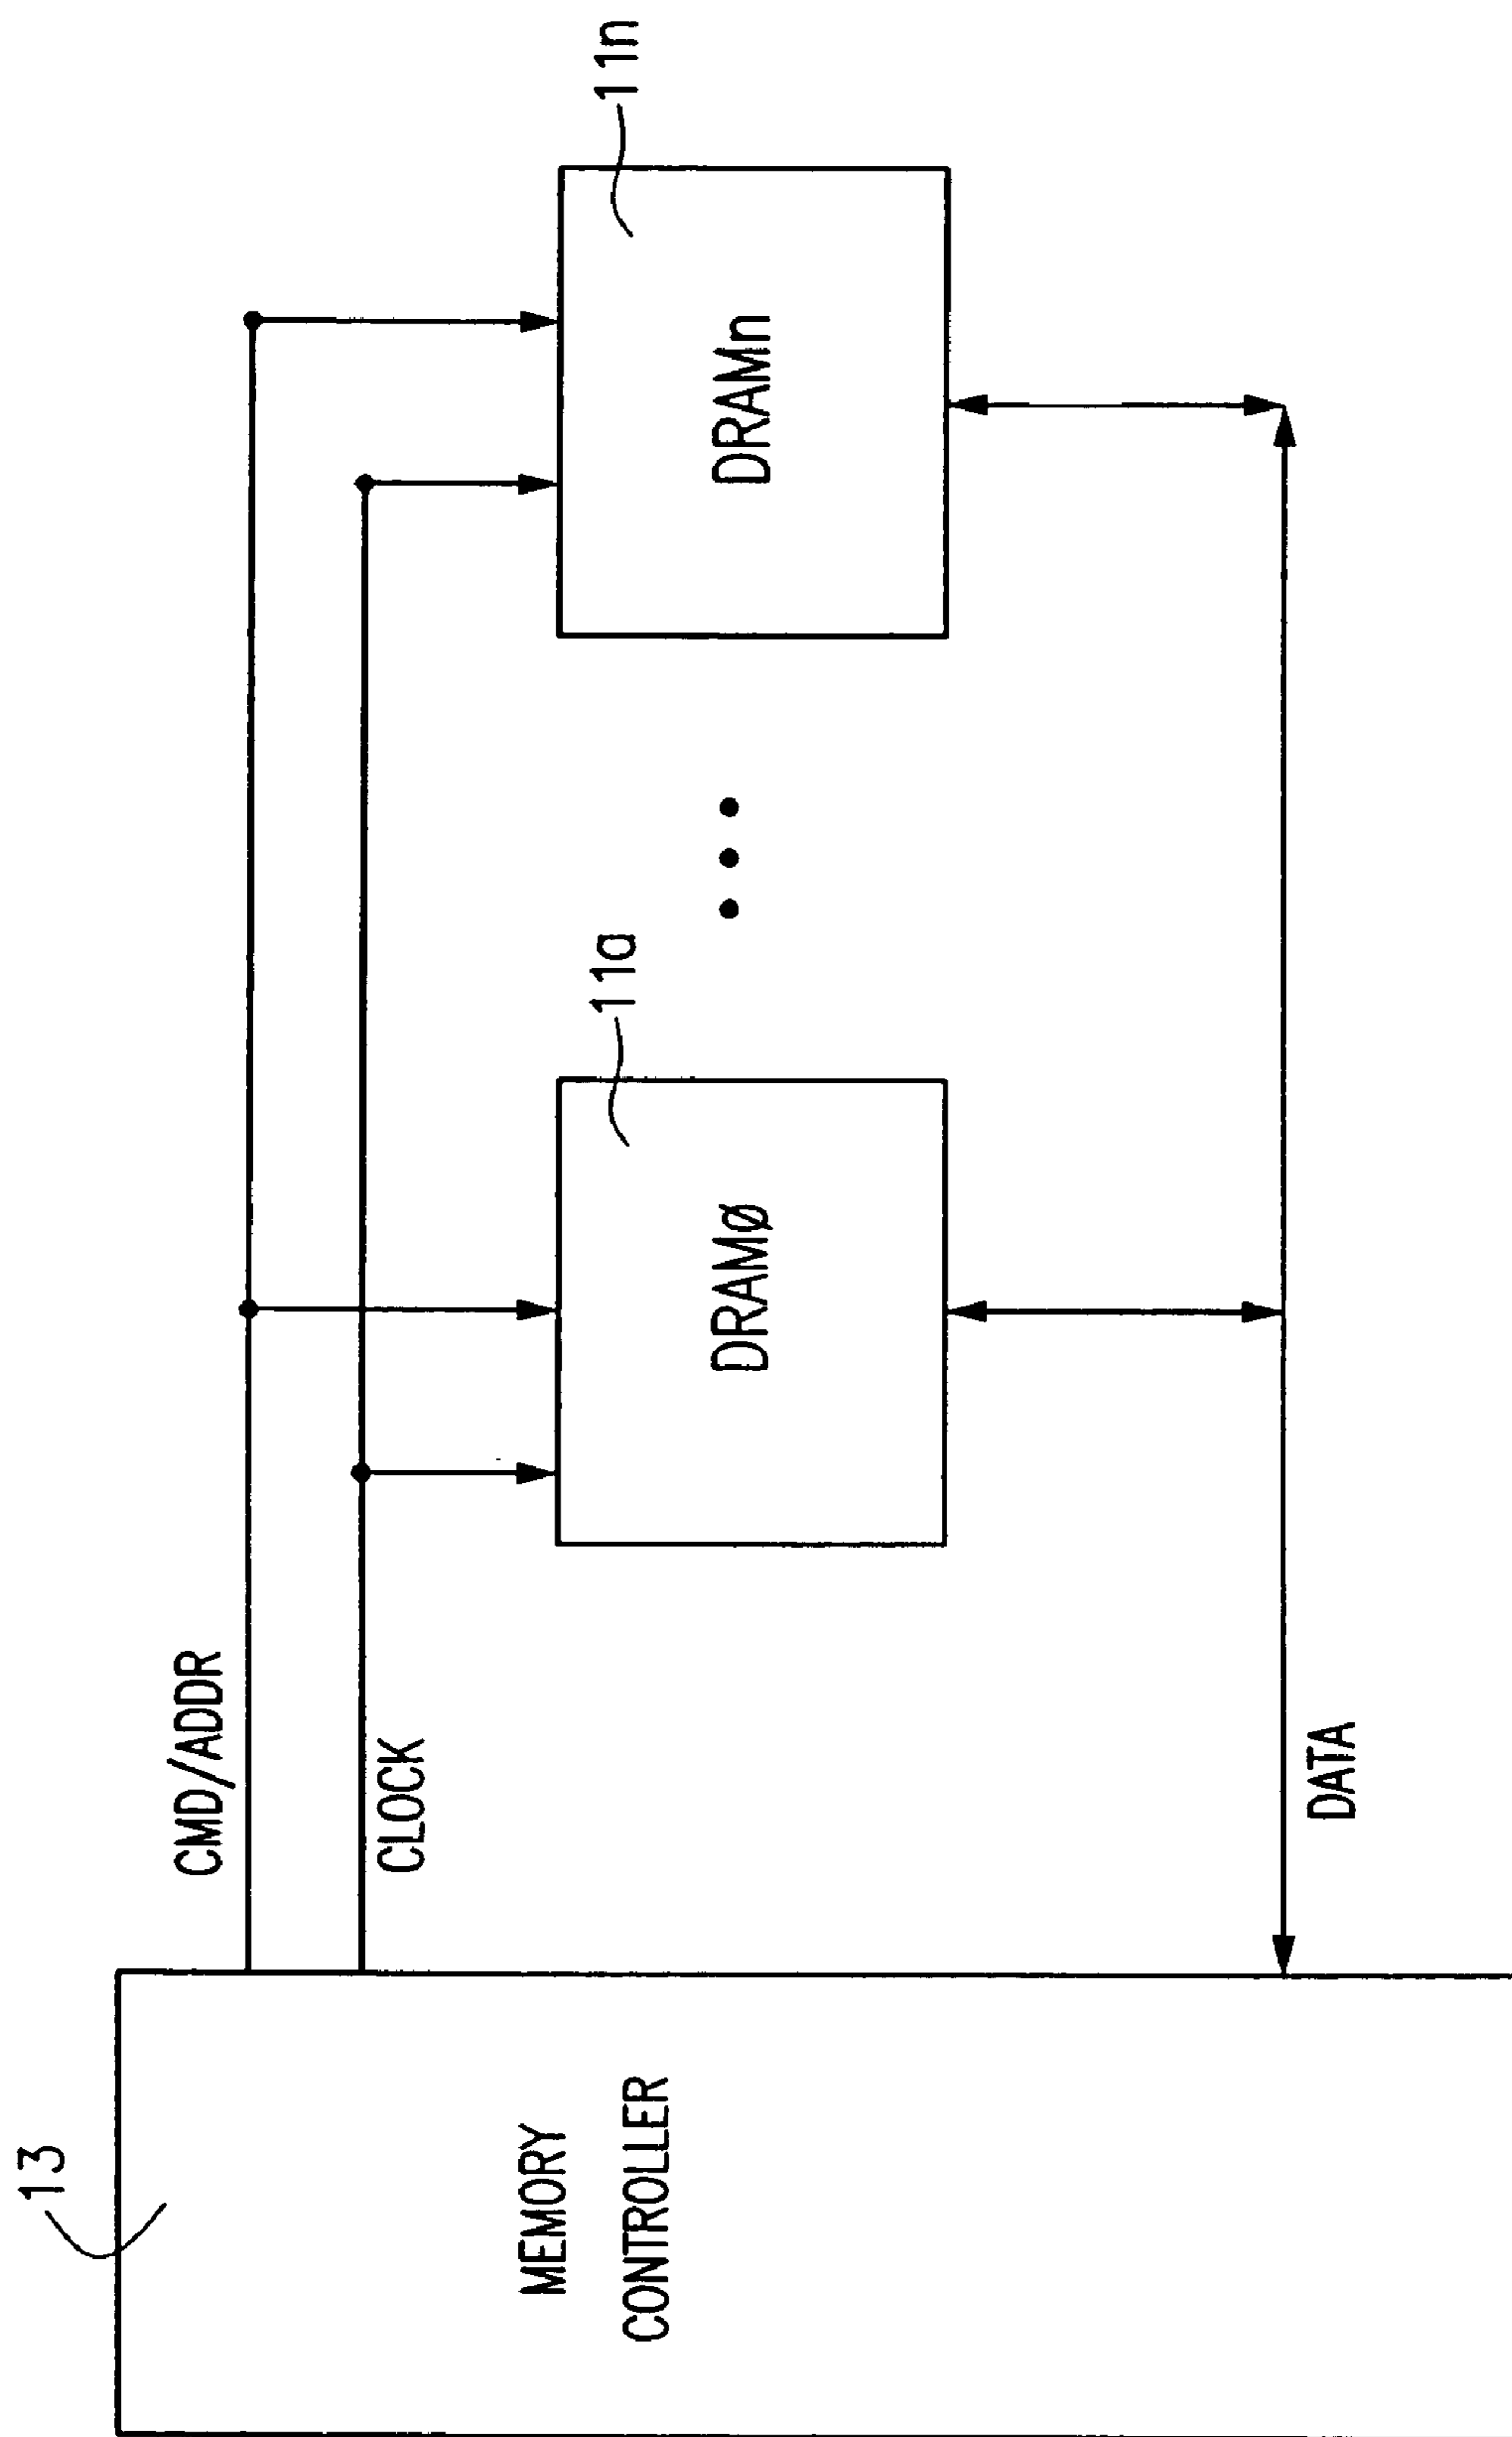 13
MEMORY
CONTROLLER
CMD/ADDR
CLOCK
DATA
11a
DRAMØ
11n
DRAMn